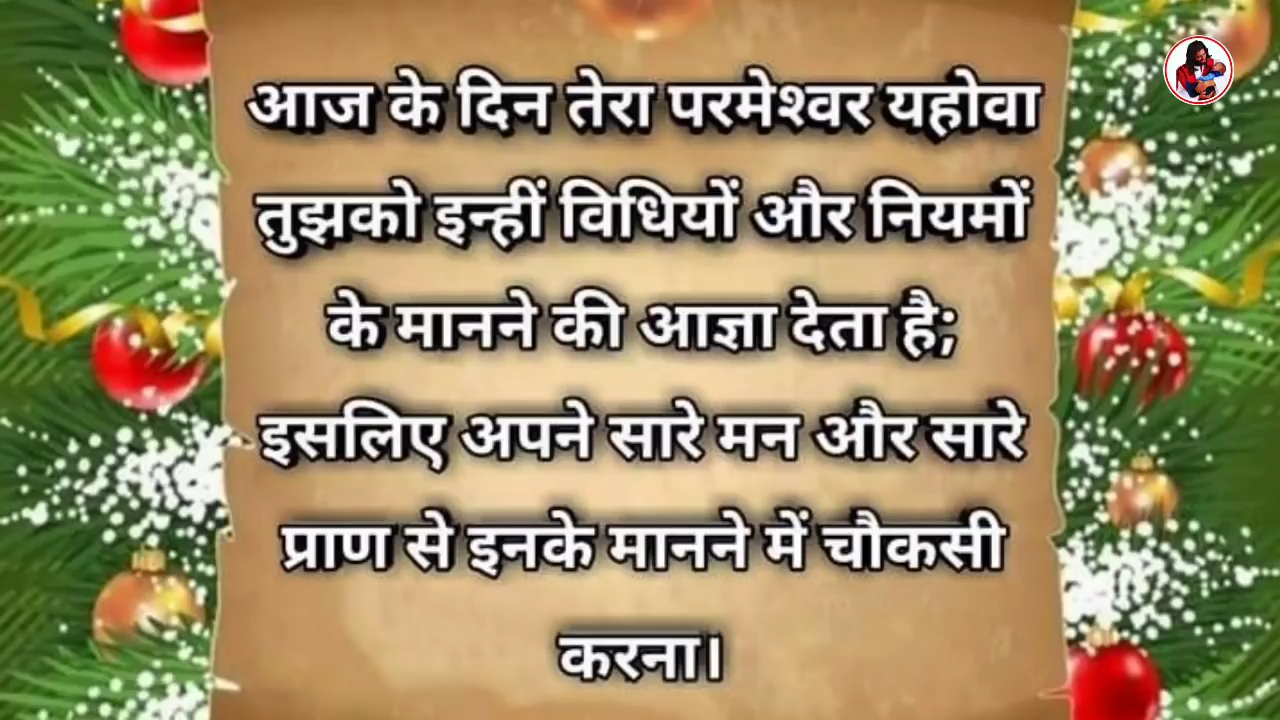 आज के दिन तेरा परमेश्वर यहोवा
तुझको इन्हीं विधियों और नियमों
के मानने की आज्ञा देता है;
इसलिए अपने सारे मन और सारे
प्राण से इनके मानने में चौकसी
करना।